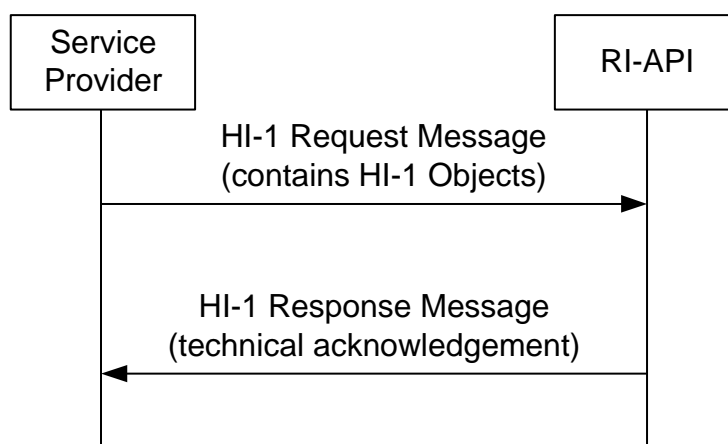 Service
Provider
RI-API
HI-1 Request Message
(contains HI-1 Objects)
HI-1 Response Message
(technical acknowledgement)